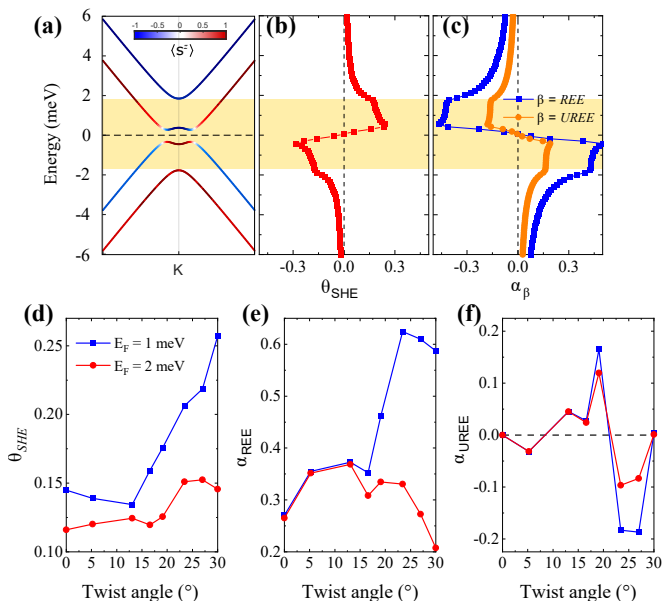 (a)
(b)
(c)
-1 0 1
⟨s^z⟩
Energy (meV)
6
4
2
0
-2
-4
-6
K
-0.3 0.0 0.3
θ_SHE
β = REE
β = UREE
-0.3 0.0 0.3
α_β
(d)
(e)
(f)
E_F = 1 meV
E_F = 2 meV
θ_SHE
0.25
0.20
0.15
0.10
0 5 10 15 20 25 30
Twist angle (°)
α_REE
0.6
0.5
0.4
0.3
0.2
0 5 10 15 20 25 30
Twist angle (°)
α_UREE
0.2
0.1
0.0
-0.1
-0.2
0 5 10 15 20 25 30
Twist angle (°)